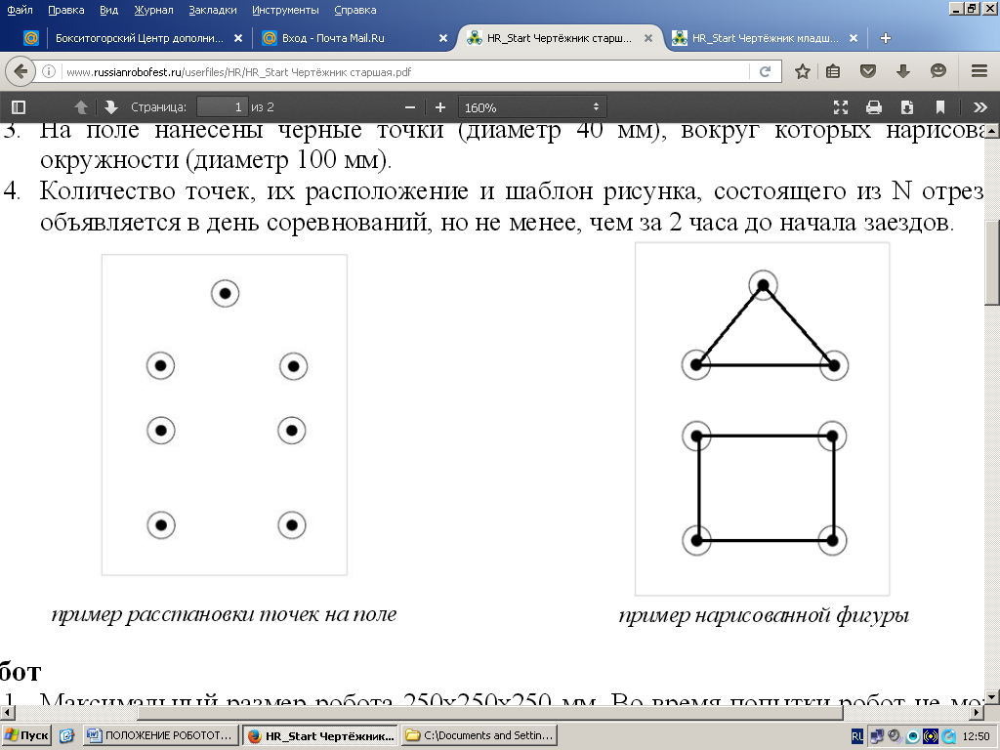 Файл Правка Вид Журнал Закладки Инструменты Справка
Бокситогорский Центр дополни... Вход - Почта Mail.Ru HR_Start Чертёжник старш... HR_Start Чертёжник младш...
www.russianrobofest.ru/userfiles/HR/HR_Start Чертёжник старшая.pdf
Страница: 1 из 2 160%
3. На поле нанесены черные точки (диаметр 40 мм), вокруг которых нарисова
окружности (диаметр 100 мм).
4. Количество точек, их расположение и шаблон рисунка, состоящего из N отрез
объявляется в день соревнований, но не менее, чем за 2 часа до начала заездов.
пример расстановки точек на поле
пример нарисованной фигуры
бот
1. Максимальный размер робота 250х250х250 мм. Во время попытки робот не мо
Пуск ПОЛОЖЕНИЕ РОБОТОТ... HR_Start Чертёжник... C:\Documents and Settin... RL 12:50